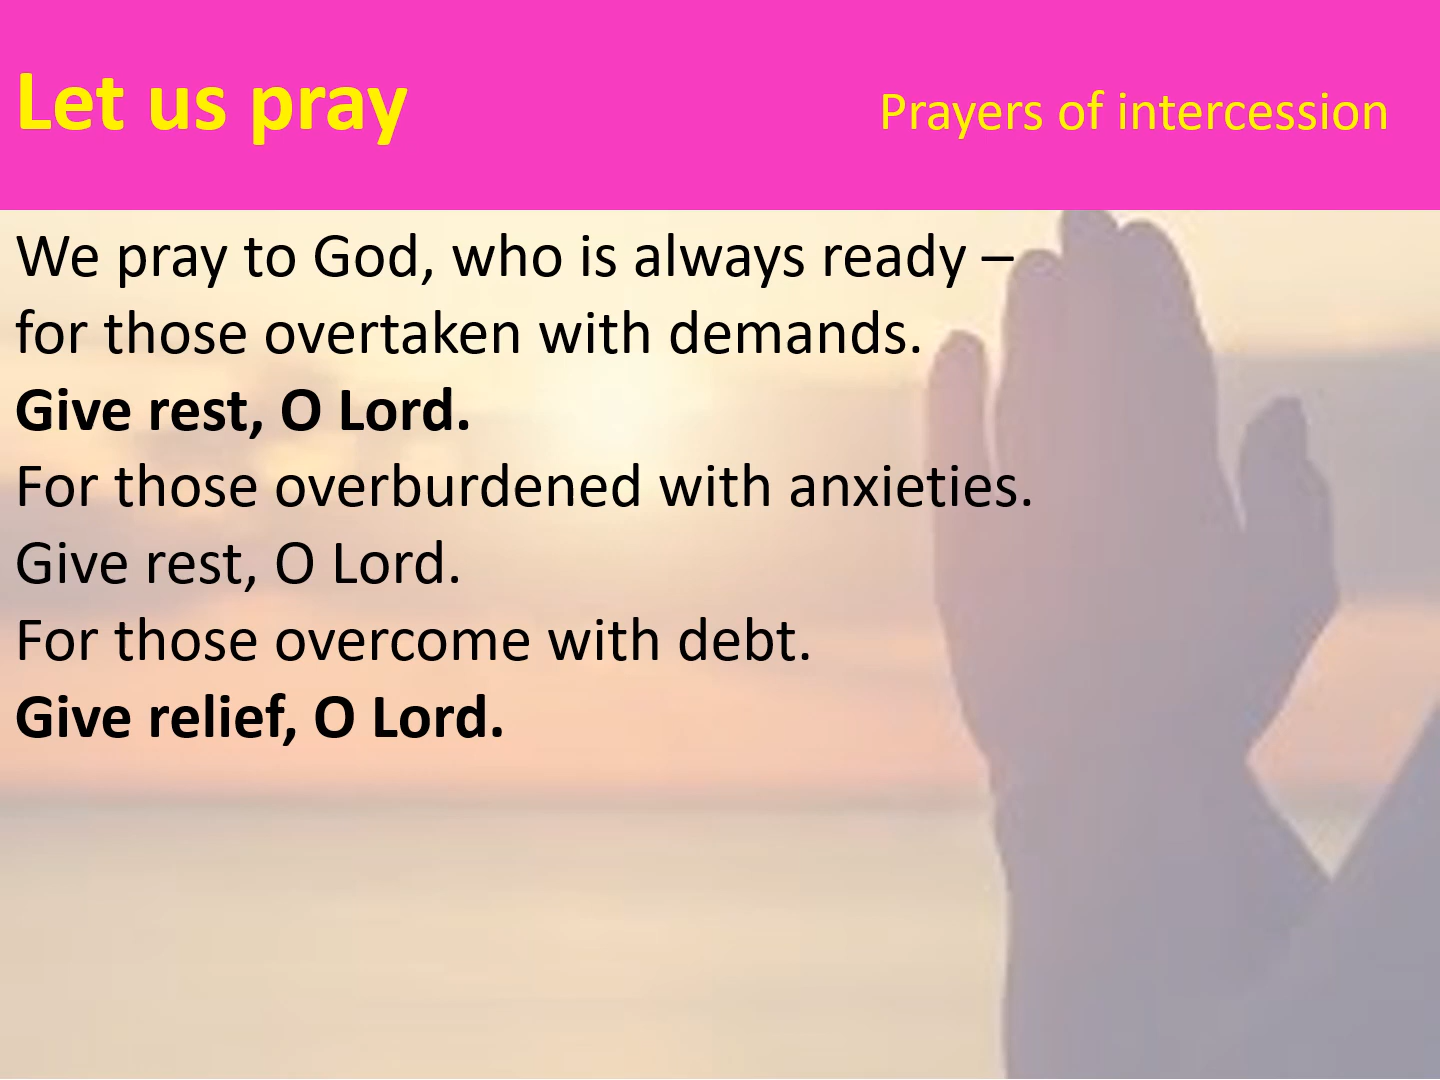 Let us pray
Prayers of intercession
We pray to God, who is always ready –
for those overtaken with demands.
Give rest, O Lord.
For those overburdened with anxieties.
Give rest, O Lord.
For those overcome with debt.
Give relief, O Lord.